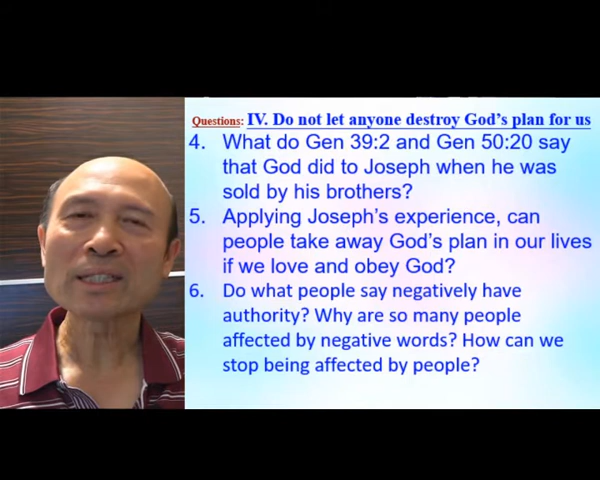 Questions: IV. Do not let anyone destroy God's plan for us
4. What do Gen 39:2 and Gen 50:20 say
that God did to Joseph when he was
sold by his brothers?
5. Applying Joseph's experience, can
people take away God's plan in our lives
if we love and obey God?
6. Do what people say negatively have
authority? Why are so many people
affected by negative words? How can we
stop being affected by people?